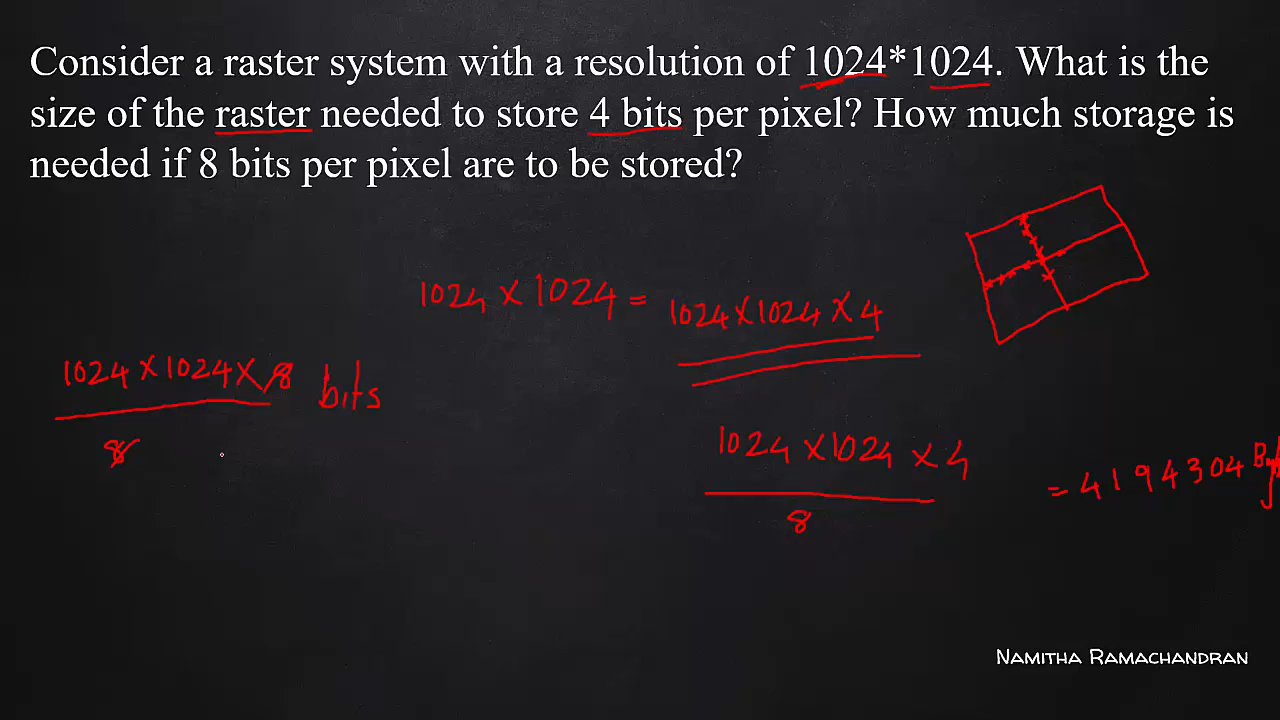 Consider a raster system with a resolution of 1024*1024. What is the
size of the raster needed to store 4 bits per pixel? How much storage is
needed if 8 bits per pixel are to be stored?
1024 × 1024 = 1024×1024 × 4
1024 × 1024 × 8 bits
8
1024 × 1024 × 4
8
= 4194304
Namitha Ramachandran